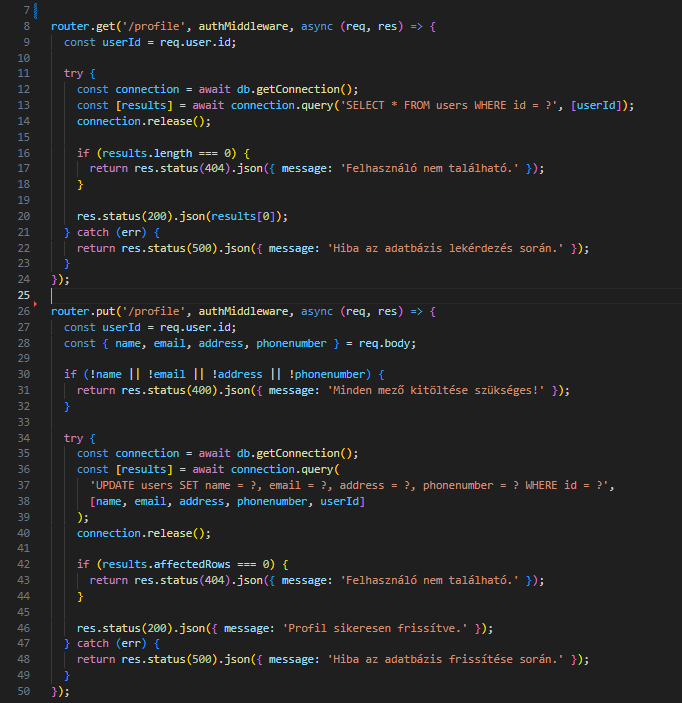 7
8 router.get('/profile', authMiddleware, async (req, res) => {
9   const userId = req.user.id;
10
11   try {
12     const connection = await db.getConnection();
13     const [results] = await connection.query('SELECT * FROM users WHERE id = ?', [userId]);
14     connection.release();
15
16     if (results.length === 0) {
17       return res.status(404).json({ message: 'Felhasználó nem található.' });
18     }
19
20     res.status(200).json(results[0]);
21   } catch (err) {
22     return res.status(500).json({ message: 'Hiba az adatbázis lekérdezés során.' });
23   }
24 });
25
26 router.put('/profile', authMiddleware, async (req, res) => {
27   const userId = req.user.id;
28   const { name, email, address, phonenumber } = req.body;
29
30   if (!name || !email || !address || !phonenumber) {
31     return res.status(400).json({ message: 'Minden mező kitöltése szükséges!' });
32   }
33
34   try {
35     const connection = await db.getConnection();
36     const [results] = await connection.query(
37       'UPDATE users SET name = ?, email = ?, address = ?, phonenumber = ? WHERE id = ?',
38       [name, email, address, phonenumber, userId]
39     );
40     connection.release();
41
42     if (results.affectedRows === 0) {
43       return res.status(404).json({ message: 'Felhasználó nem található.' });
44     }
45
46     res.status(200).json({ message: 'Profil sikeresen frissítve.' });
47   } catch (err) {
48     return res.status(500).json({ message: 'Hiba az adatbázis frissítése során.' });
49   }
50 });